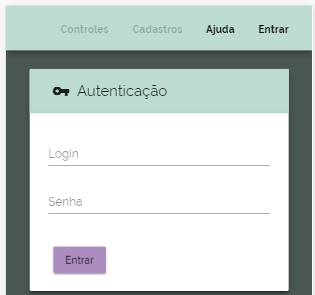 Controles Cadastros Ajuda Entrar
Autenticação
Login
Senha
Entrar